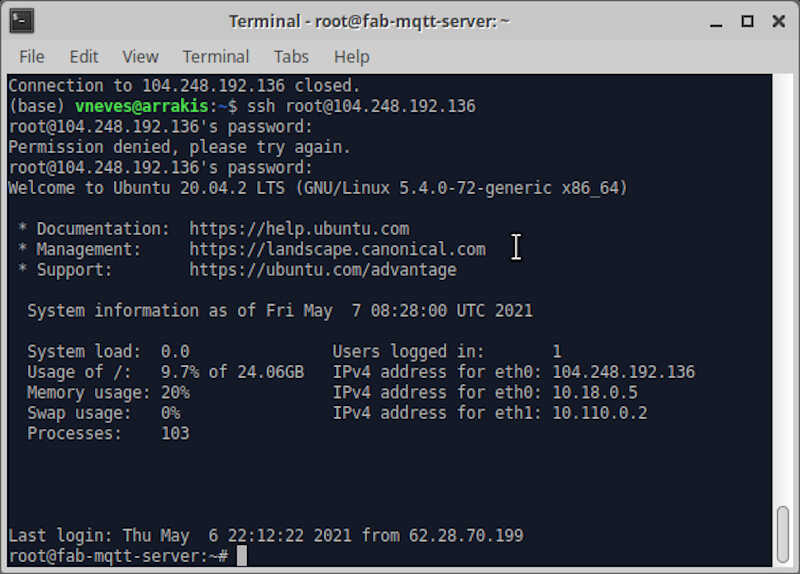 Terminal - root@fab-mqtt-server: ~
File Edit View Terminal Tabs Help
Connection to 104.248.192.136 closed.
(base) vneves@arrakis:~$ ssh root@104.248.192.136
root@104.248.192.136's password:
Permission denied, please try again.
root@104.248.192.136's password:
Welcome to Ubuntu 20.04.2 LTS (GNU/Linux 5.4.0-72-generic x86_64)
* Documentation:  https://help.ubuntu.com
* Management:     https://landscape.canonical.com
* Support:        https://ubuntu.com/advantage
System information as of Fri May  7 08:28:00 UTC 2021
System load:  0.0               Users logged in:       1
Usage of /:   9.7% of 24.06GB   IPv4 address for eth0: 104.248.192.136
Memory usage: 20%               IPv4 address for eth0: 10.18.0.5
Swap usage:   0%                IPv4 address for eth1: 10.110.0.2
Processes:    103
Last login: Thu May  6 22:12:22 2021 from 62.28.70.199
root@fab-mqtt-server:~#